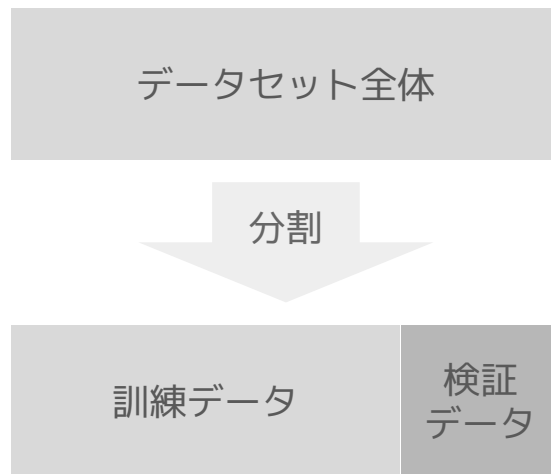 データセット全体
分割
訓練データ
検証
データ